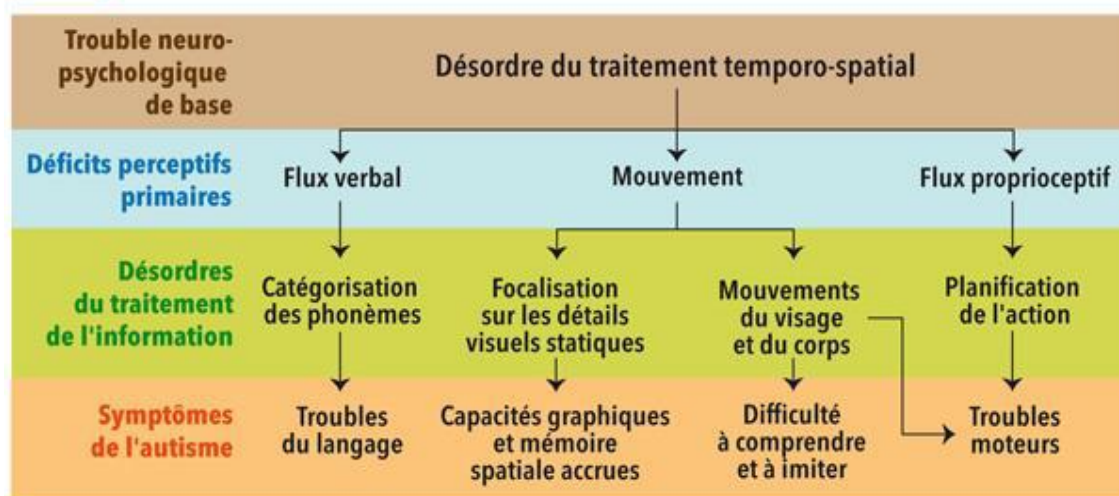 Trouble neuro-
psychologique
de base
Désordre du traitement temporo-spatial
Déficits perceptifs
primaires
Flux verbal
Mouvement
Flux proprioceptif
Désordres
du traitement
de l'information
Catégorisation
des phonèmes
Focalisation
sur les détails
visuels statiques
Mouvements
du visage
et du corps
Planification
de l'action
Symptômes
de l'autisme
Troubles
du langage
Capacités graphiques
et mémoire
spatiale accrues
Difficulté
à comprendre
et à imiter
Troubles
moteurs